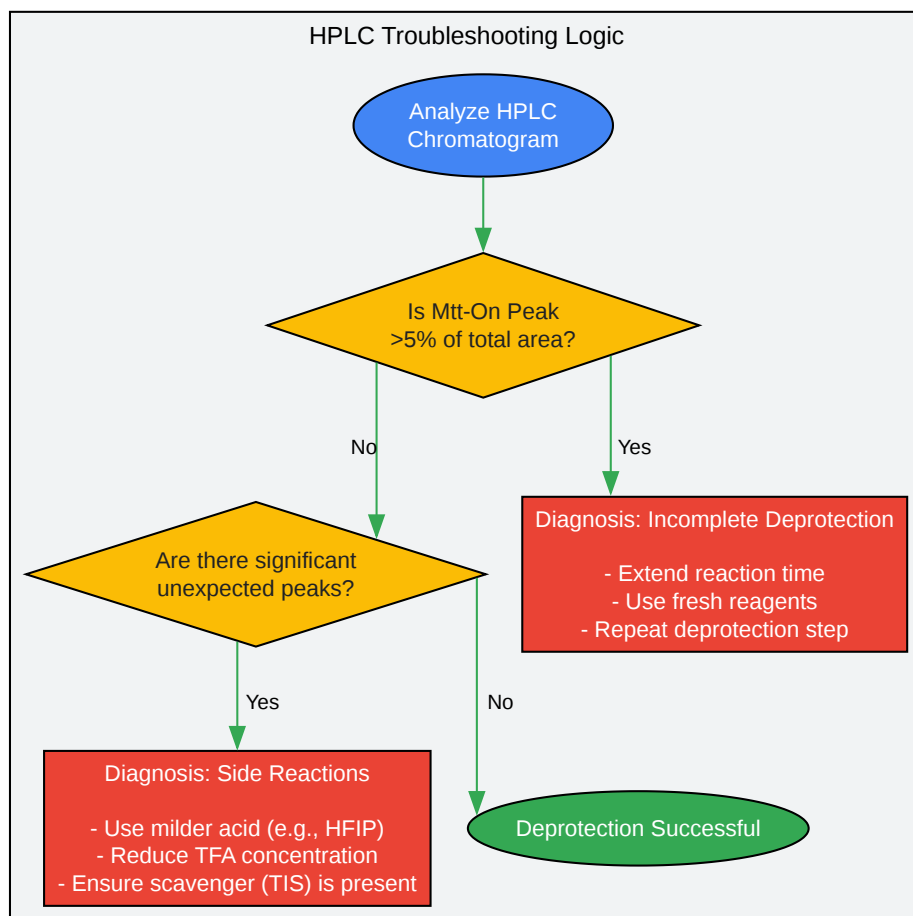 HPLC Troubleshooting Logic
Analyze HPLC
Chromatogram
Is Mtt-On Peak
>5% of total area?
No
Yes
Diagnosis: Incomplete Deprotection
- Extend reaction time
- Use fresh reagents
- Repeat deprotection step
Are there significant
unexpected peaks?
Yes
No
Diagnosis: Side Reactions
- Use milder acid (e.g., HFIP)
- Reduce TFA concentration
- Ensure scavenger (TIS) is present
Deprotection Successful